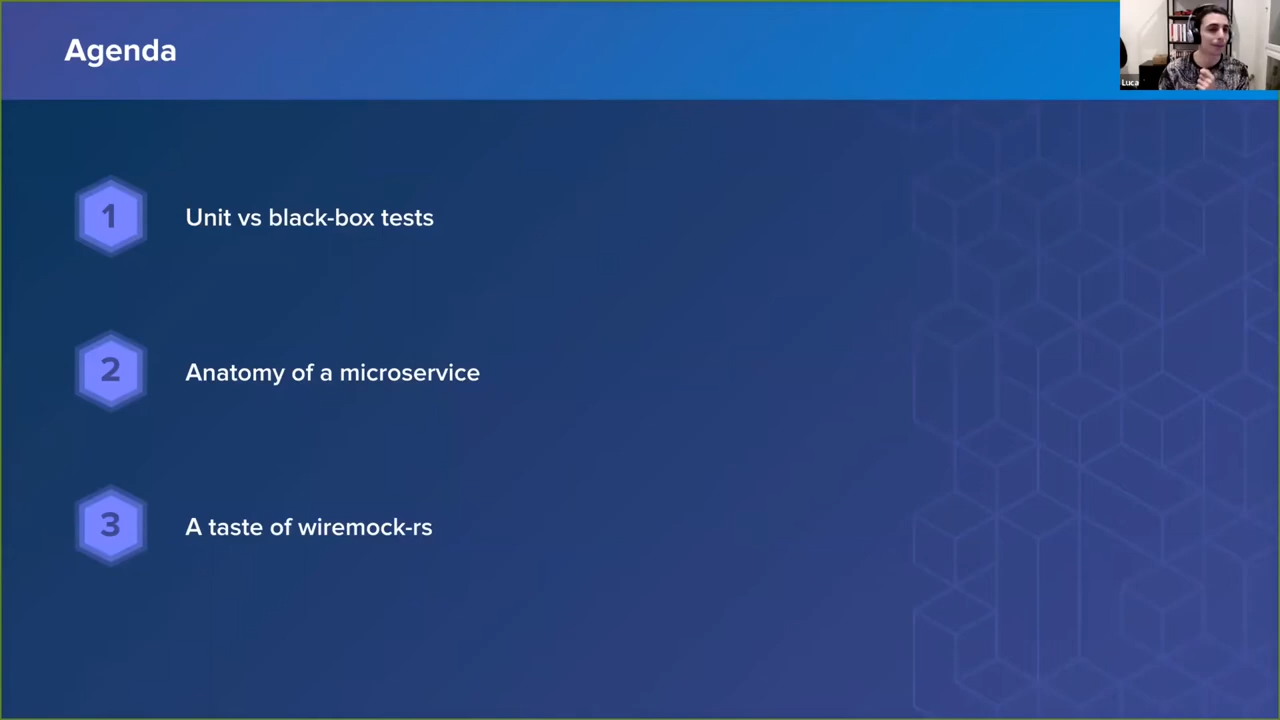 Agenda
Luca
1
Unit vs black-box tests
2
Anatomy of a microservice
3
A taste of wiremock-rs